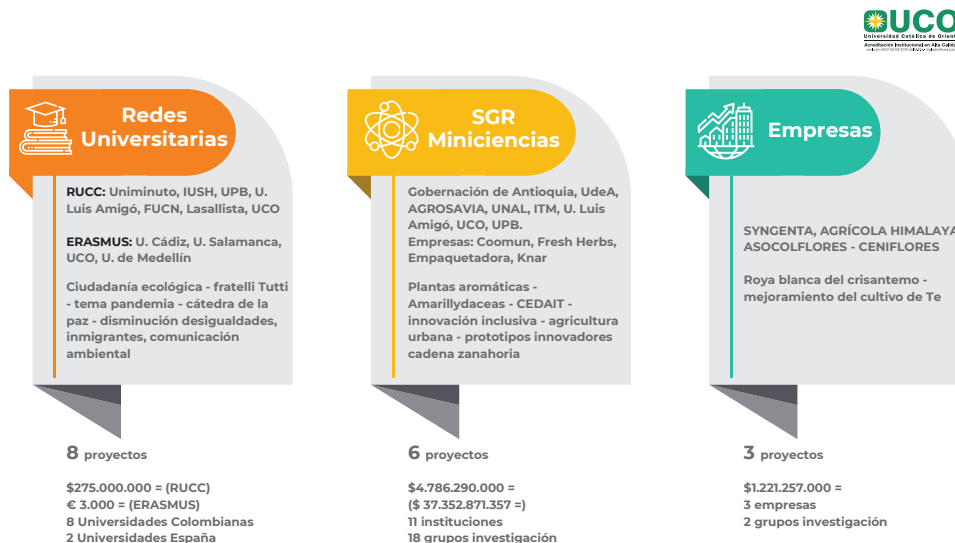 UCO
Universidad Católica de Orient
Acreditación Institucional en Alta Calida
Redes
Universitarias
RUCC: Uniminuto, IUSH, UPB, U.
Luis Amigó, FUCN, Lasallista, UCO
ERASMUS: U. Cádiz, U. Salamanca,
UCO, U. de Medellín
Ciudadanía ecológica - fratelli Tutti
- tema pandemia - cátedra de la
paz - disminución desigualdades,
inmigrantes, comunicación
ambiental
8 proyectos
$275.000.000 = (RUCC)
€ 3.000 = (ERASMUS)
8 Universidades Colombianas
2 Universidades España
SGR
Miniciencias
Gobernación de Antioquia, UdeA,
AGROSAVIA, UNAL, ITM, U. Luis
Amigó, UCO, UPB.
Empresas: Coomun, Fresh Herbs,
Empaquetadora, Knar
Plantas aromáticas -
Amarillydaceas - CEDAIT -
innovación inclusiva - agricultura
urbana - prototipos innovadores
cadena zanahoria
6 proyectos
$4.786.290.000 =
($ 37.352.871.357 =)
11 instituciones
18 grupos investigación
Empresas
SYNGENTA, AGRÍCOLA HIMALAYA
ASOCOLFLORES - CENIFLORES
Roya blanca del crisantemo -
mejoramiento del cultivo de Te
3 proyectos
$1.221.257.000 =
3 empresas
2 grupos investigación